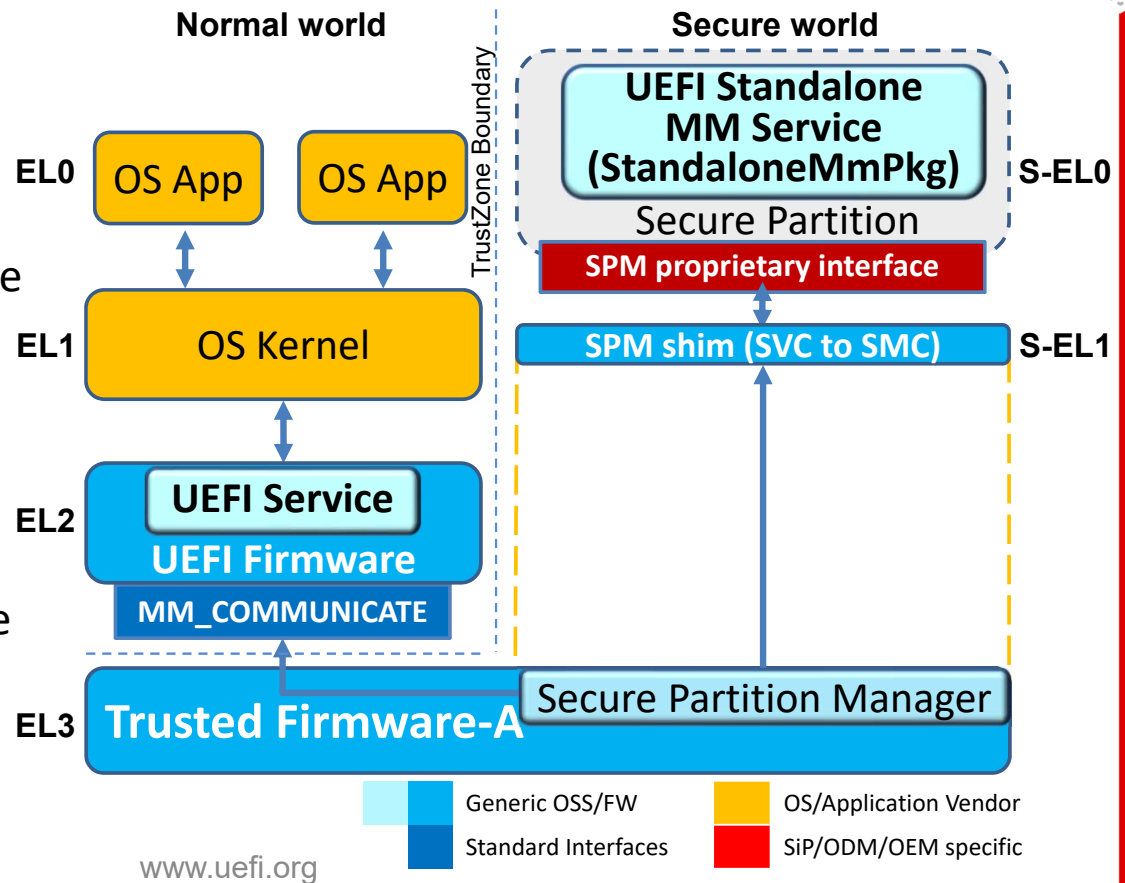 Normal world
Secure world
TrustZone Boundary
UEFI Standalone
MM Service
(StandaloneMmPkg)
S-EL0
Secure Partition
SPM proprietary interface
EL0
OS App
OS App
e
EL1
OS Kernel
SPM shim (SVC to SMC)
S-EL1
EL2
UEFI Service
UEFI Firmware
MM_COMMUNICATE
e
EL3
Trusted Firmware-A
Secure Partition Manager
Generic OSS/FW
OS/Application Vendor
Standard Interfaces
SiP/ODM/OEM specific
www.uefi.org